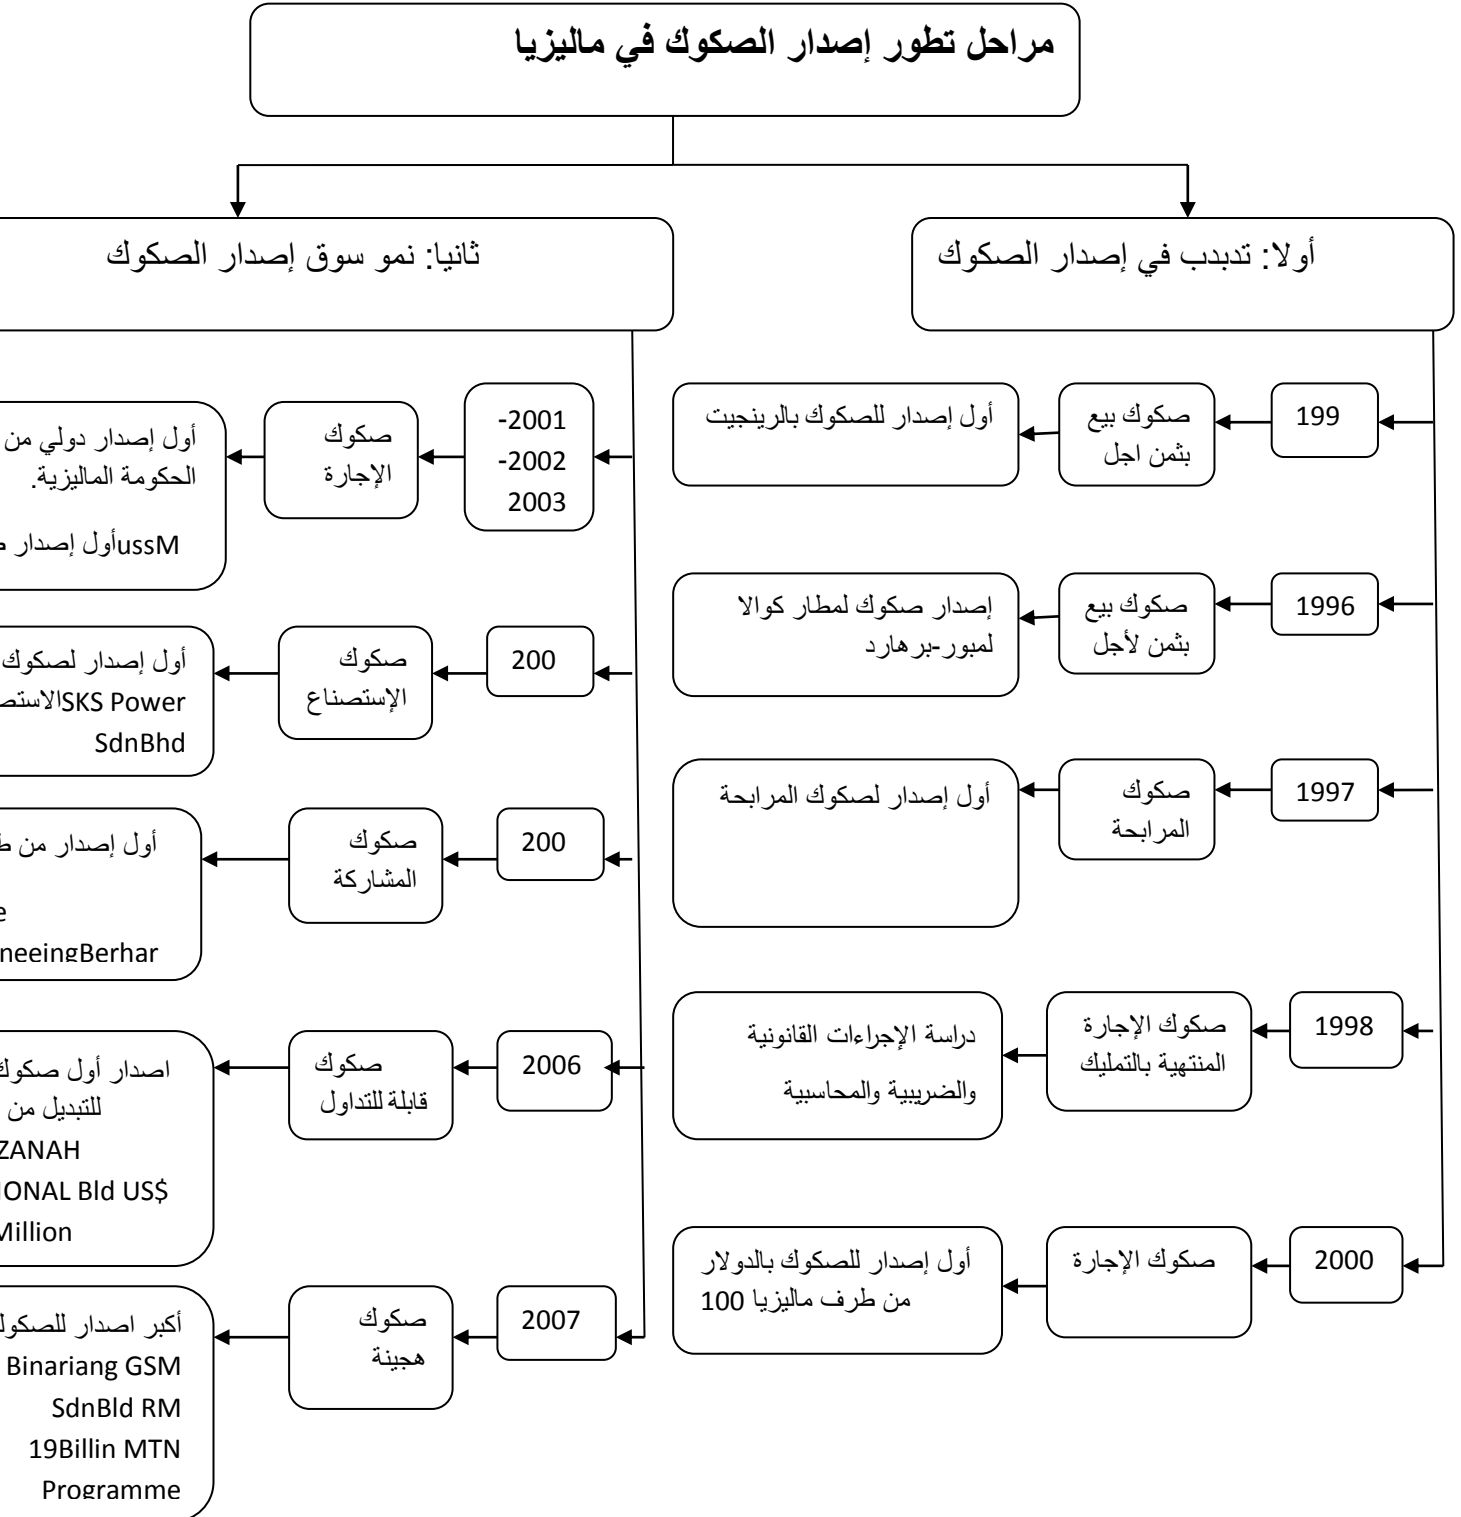 مراحل تطور إصدار الصكوك في ماليزيا
أولا: تدبدب في إصدار الصكوك
199
صكوك بيع
بثمن اجل
أول إصدار للصكوك بالرينجيت
1996
صكوك بيع
بثمن لأجل
إصدار صكوك لمطار كوالا
لمبور-برهارد
1997
صكوك
المرابحة
أول إصدار لصكوك المرابحة
1998
صكوك الإجارة
المنتهية بالتمليك
دراسة الإجراءات القانونية
والضريبية والمحاسبية
2000
صكوك الإجارة
أول إصدار للصكوك بالدولار
من طرف ماليزيا 100
ثانيا: نمو سوق إصدار الصكوك
2001-
2002-
2003
صكوك
الإجارة
أول إصدار دولي من
الحكومة الماليزية.
أول إصدار ussM
200
صكوك
الإستصناع
أول إصدار لصكوك
SKS Power
SdnBhd
200
صكوك
المشاركة
أول إصدار من
neeingBerhar
2006
صكوك
قابلة للتداول
اصدار أول صكوك
للتبديل من
ZANAH
IONAL Bld US$
Million
2007
صكوك
هجينة
أكبر اصدار للصكوك
Binariang GSM
SdnBld RM
19Billin MTN
Programme